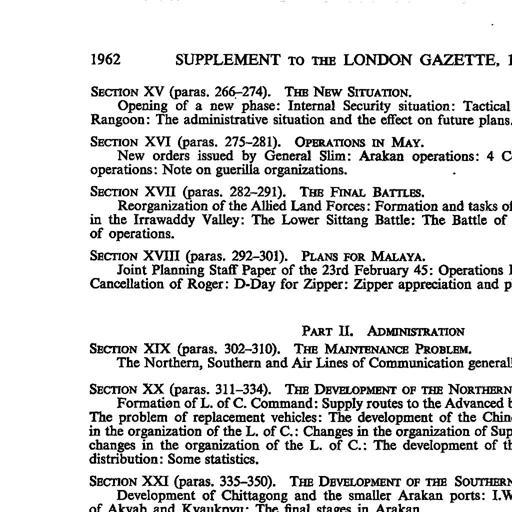 1962 SUPPLEMENT TO THE LONDON GAZETTE,
SECTION XV (paras. 266-274). THE NEW SITUATION.
Opening of a new phase: Internal Security situation: Tactical
Rangoon: The administrative situation and the effect on future plans.
SECTION XVI (paras. 275-281). OPERATIONS IN MAY.
New orders issued by General Slim: Arakan operations: 4
operations: Note on guerilla organizations.
SECTION XVII (paras. 282-291). THE FINAL BATTLES.
Reorganization of the Allied Land Forces: Formation and tasks of
in the Irrawaddy Valley: The Lower Sittang Battle: The Battle of
of operations.
SECTION XVIII (paras. 292-301). PLANS FOR MALAYA.
Joint Planning Staff Paper of the 23rd February 45: Operations
Cancellation of Roger: D-Day for Zipper: Zipper appreciation and
PART II. ADMINISTRATION
SECTION XIX (paras. 302-310). THE MAINTENANCE PROBLEM.
The Northern, Southern and Air Lines of Communication
SECTION XX (paras. 311-334). THE DEVELOPMENT OF THE NORTHERN
Formation of L. of C. Command: Supply routes to the Advanced
The problem of replacement vehicles: The development of the
in the organization of the L. of C.: Changes in the organization of
changes in the organization of the L. of C.: The development of
distribution: Some statistics.
SECTION XXI (paras. 335-350). THE DEVELOPMENT OF THE SOUTHERN
Development of Chittagong and the smaller Arakan ports:
of Akyab and Kyaukpyu: The final stages in Arakan.